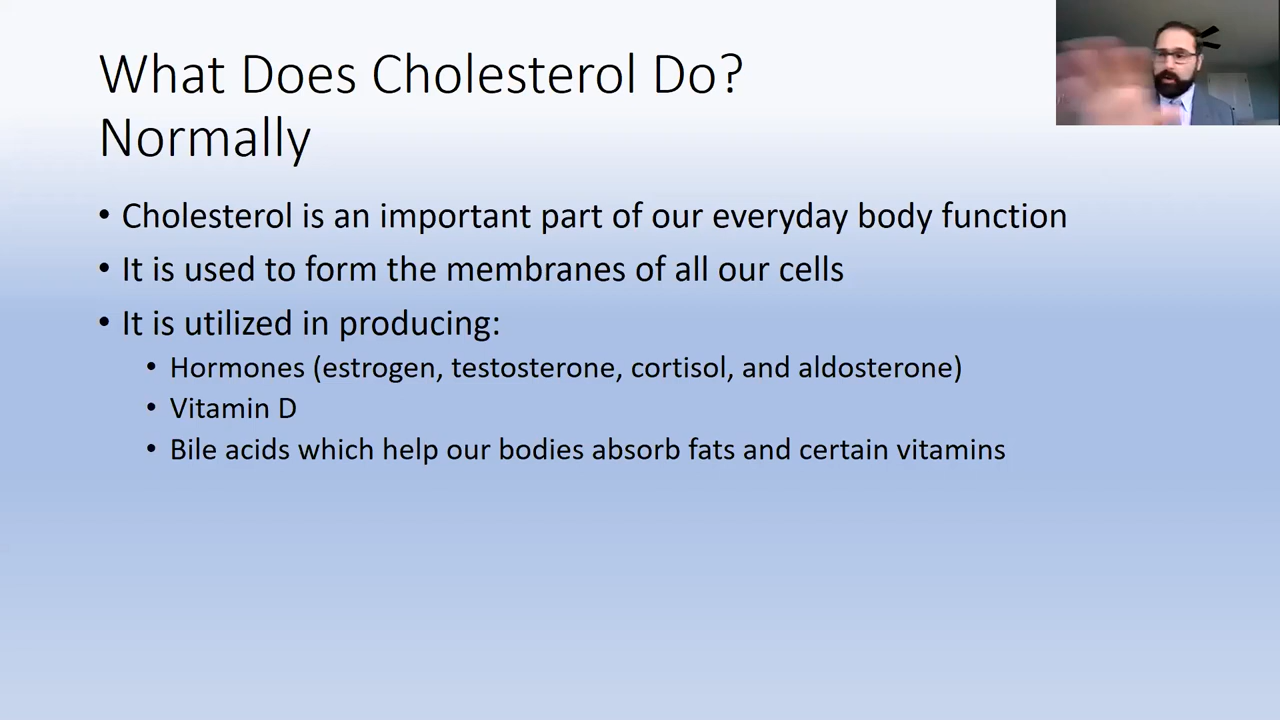 What Does Cholesterol Do?
Normally
• Cholesterol is an important part of our everyday body function
• It is used to form the membranes of all our cells
• It is utilized in producing:
• Hormones (estrogen, testosterone, cortisol, and aldosterone)
• Vitamin D
• Bile acids which help our bodies absorb fats and certain vitamins